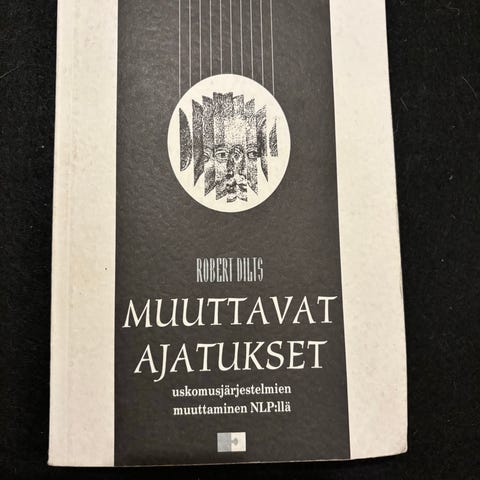 ROBERT DILTS
MUUTTAVAT
AJATUKSET
uskomusjärjestelmien
muuttaminen NLP:llä